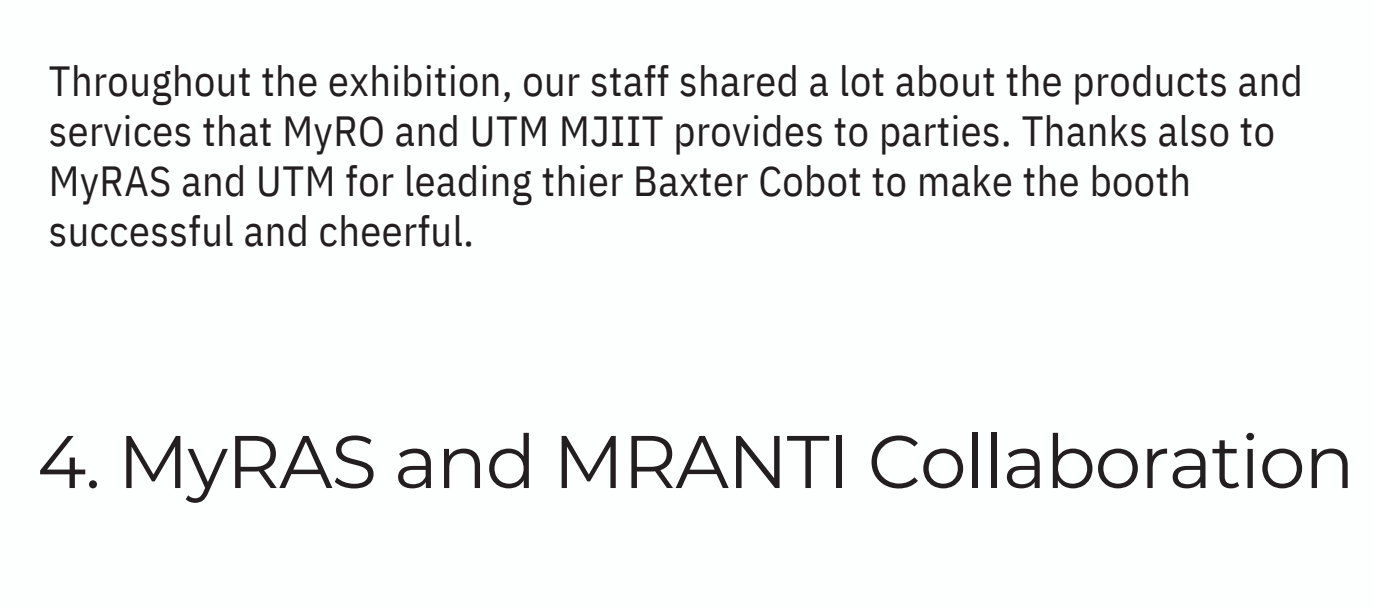 Throughout the exhibition, our staff shared a lot about the products and
services that MyRO and UTM MJIIT provides to parties. Thanks also to
MyRAS and UTM for leading thier Baxter Cobot to make the booth
successful and cheerful.
4. MyRAS and MRANTI Collaboration